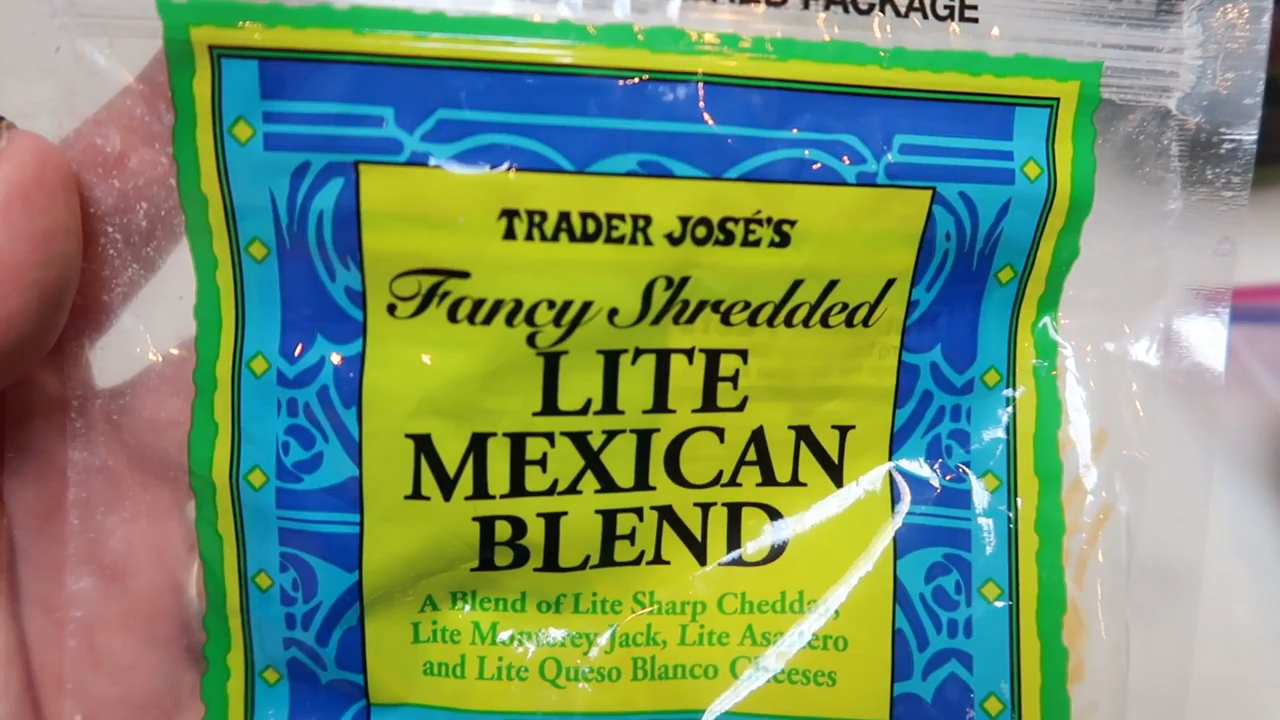 PACKAGE
TRADER JOSÉ'S
Fancy Shredded
LITE
MEXICAN
BLEND
A Blend of Lite Sharp Cheddar,
Lite Monterey Jack, Lite Asadero
and Lite Queso Blanco Cheeses